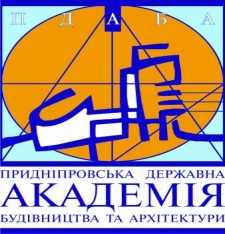 ПДАБА
ПРИДНІПРОВСЬКА ДЕРЖАВНА
АКАДЕМІЯ
БУДІВНИЦТВА ТА АРХІТЕКТУРИ